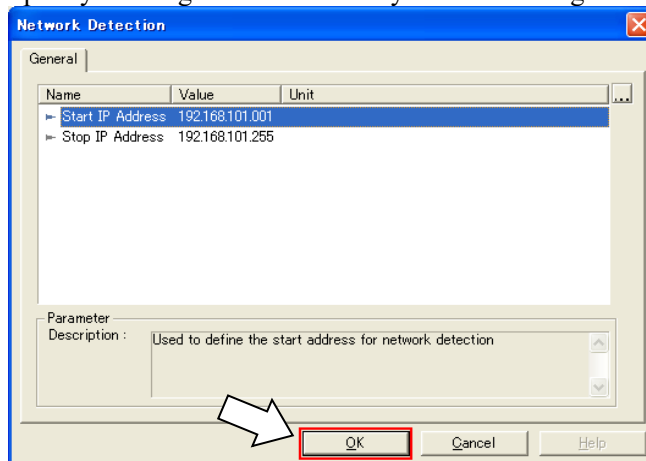 Network Detection
General
Name Value Unit
Start IP Address 192.168.101.001
Stop IP Address 192.168.101.255
...
Parameter
Description : Used to define the start address for network detection
OK Cancel Help